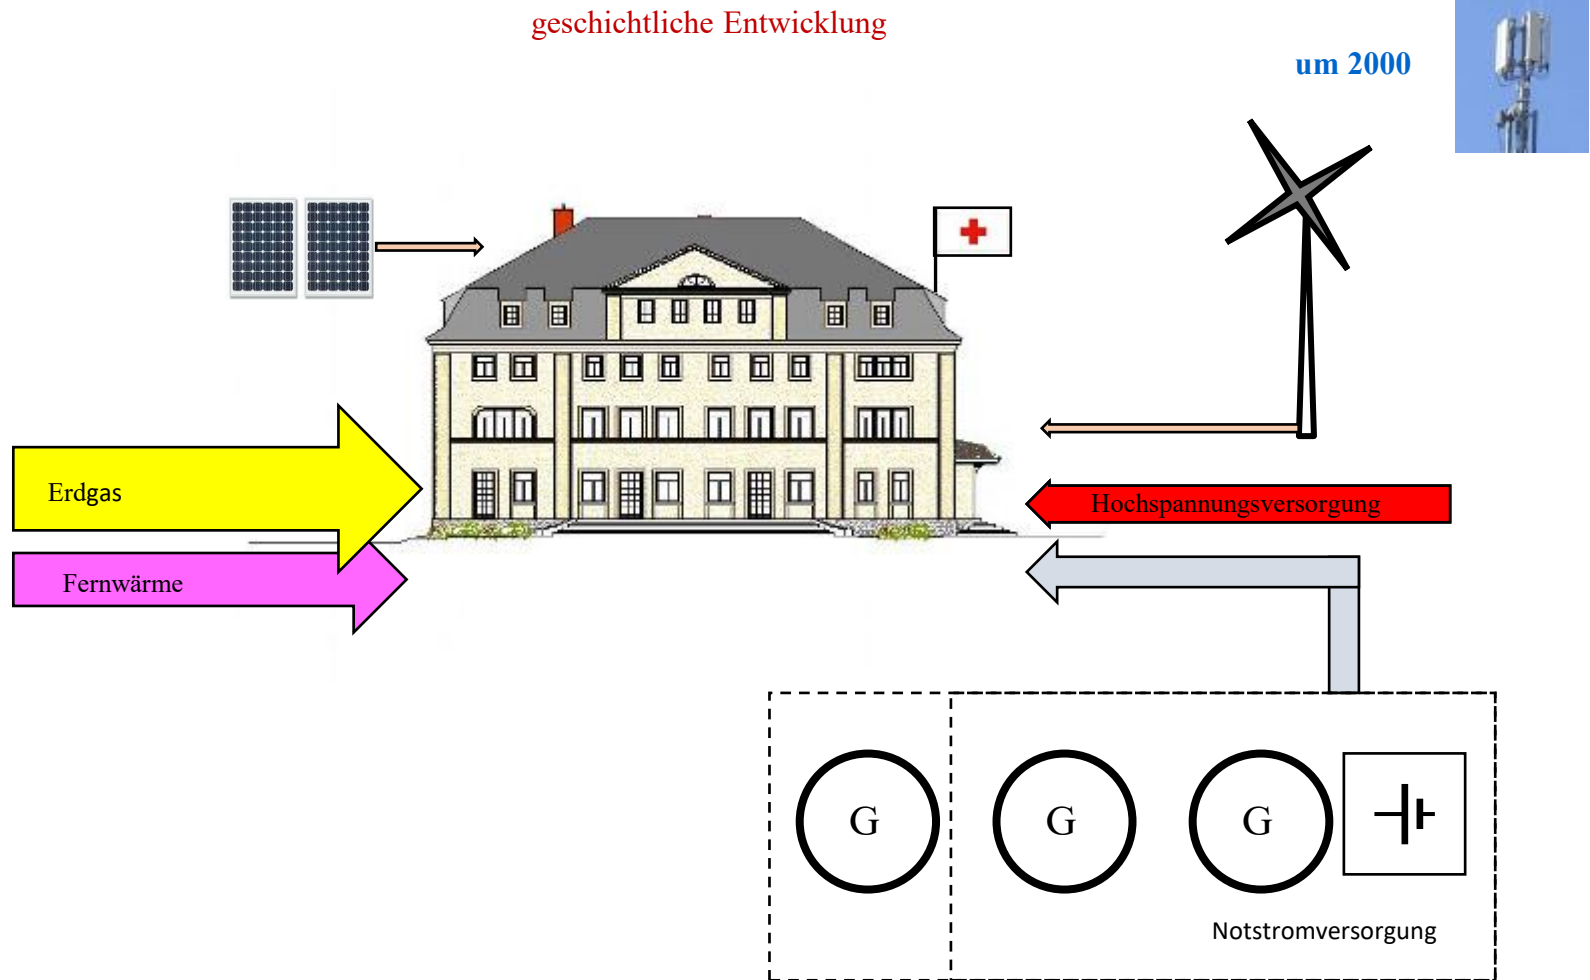 geschichtliche Entwicklung
um 2000
Erdgas
Hochspannungsversorgung
Fernwärme
G
G
G
Notstromversorgung